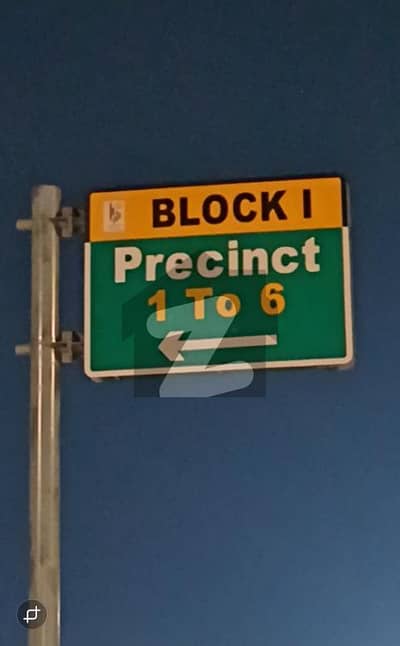 BLOCK I
Precinct
1 To 6